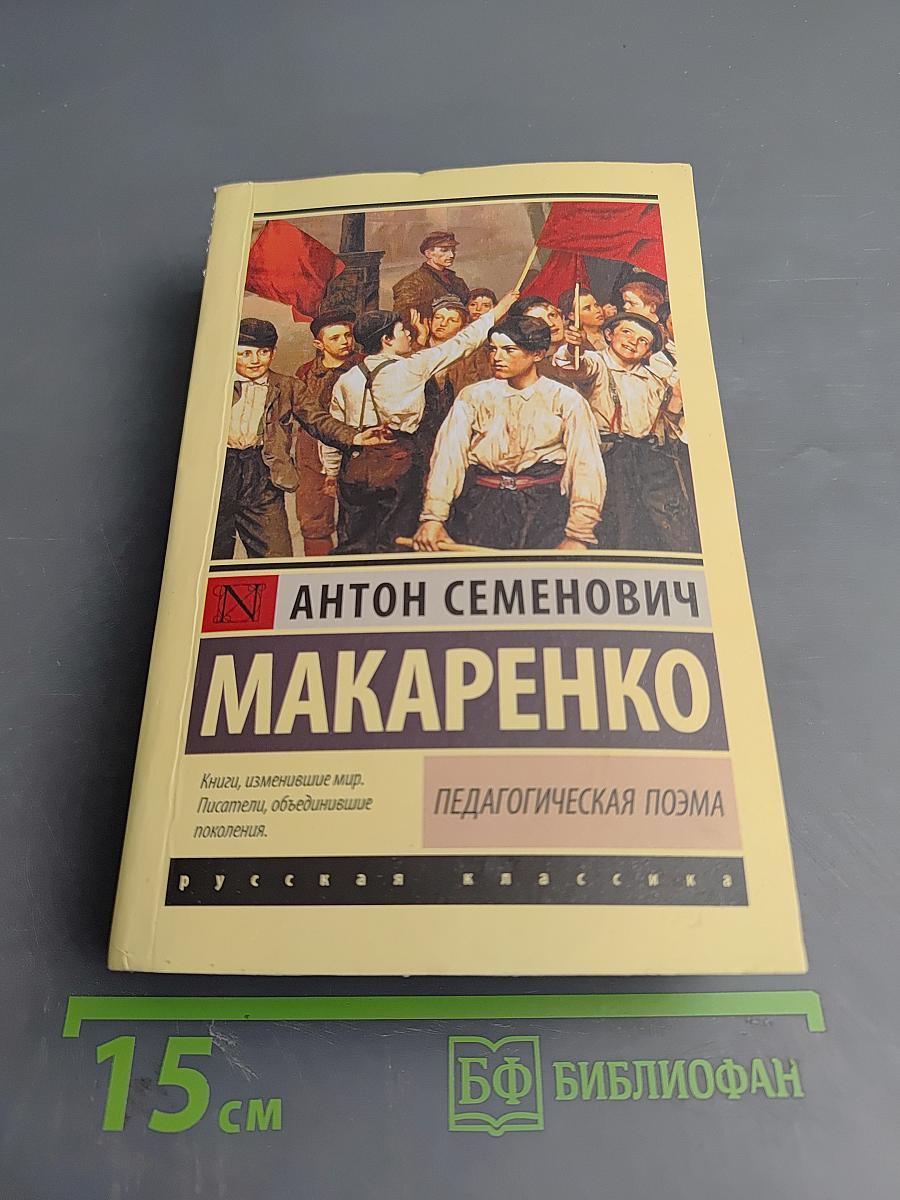 N АНТОН СЕМЕНОВИЧ
МАКАРЕНКО
Книги, изменившие мир.
Писатели, объединившие
поколения.
ПЕДАГОГИЧЕСКАЯ ПОЭМА
русская классика
15 см
БФ БИБЛИОФАН